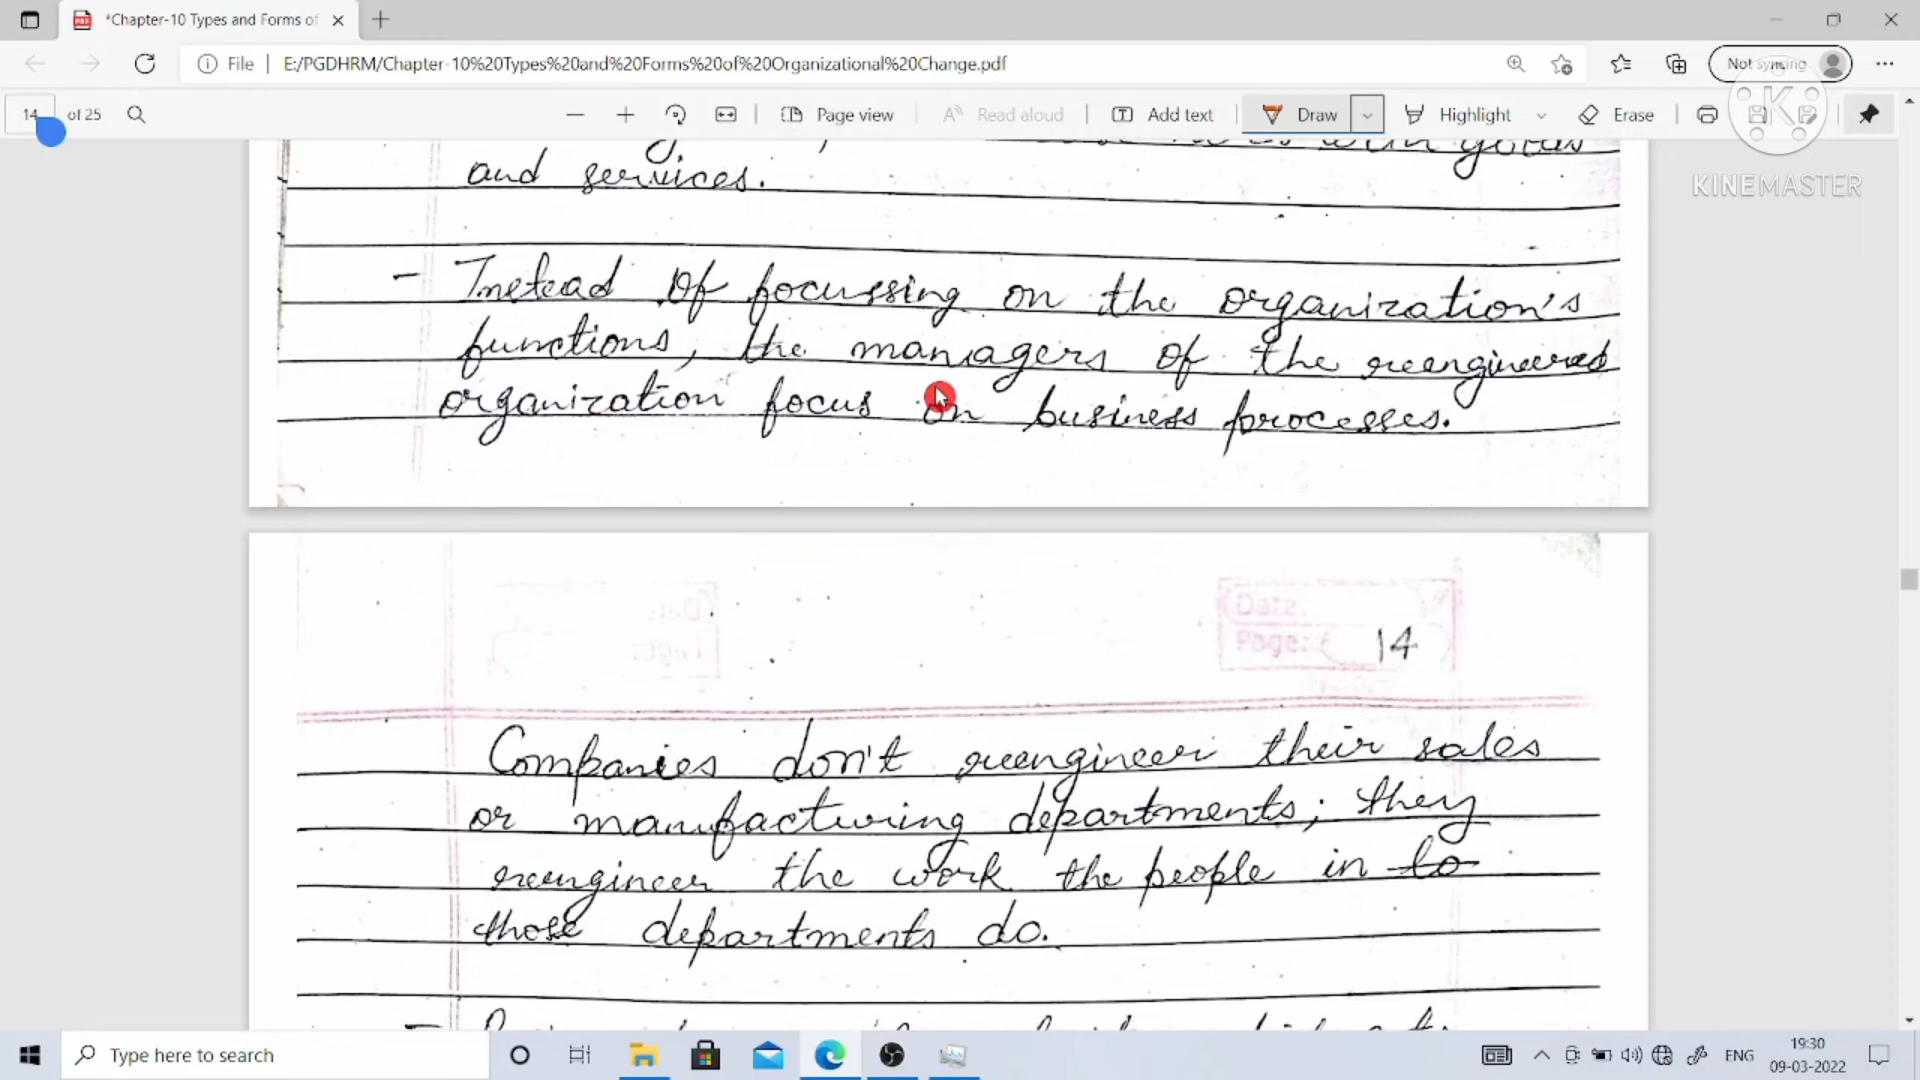 *Chapter-10 Types and Forms of
File E:/PGDHRM/Chapter-10%20Types%20and%20Forms%20of%20Organizational%20Change.pdf Not syncing
14 of 25 Page view Read aloud Add text Draw Highlight Erase
KINEMASTER
and services.
- Instead of focussing on the organization's
functions, the managers of the reengineered
organization focus on business processes.
Date.
Page: 14
Companies don't reengineer their sales
or manufacturing departments; they
reengineer the work the people in to
those departments do.
Type here to search
ENG
19:30
09-03-2022